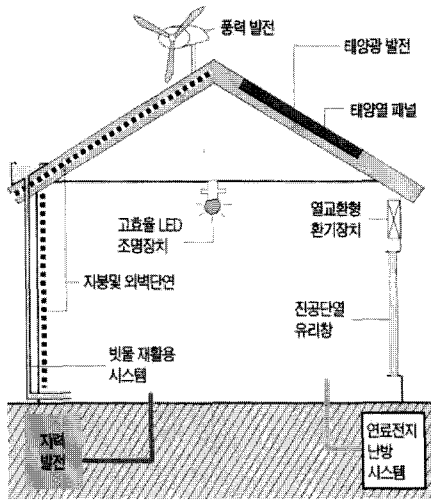 풍력 발전
태양광 발전
태양열 패널
고효율 LED
조명장치
열교환형
환기장치
지붕및 외벽단연
진공단열
유리창
빗물 재활용
시스템
지력
발전
연료전지
난방
시스템